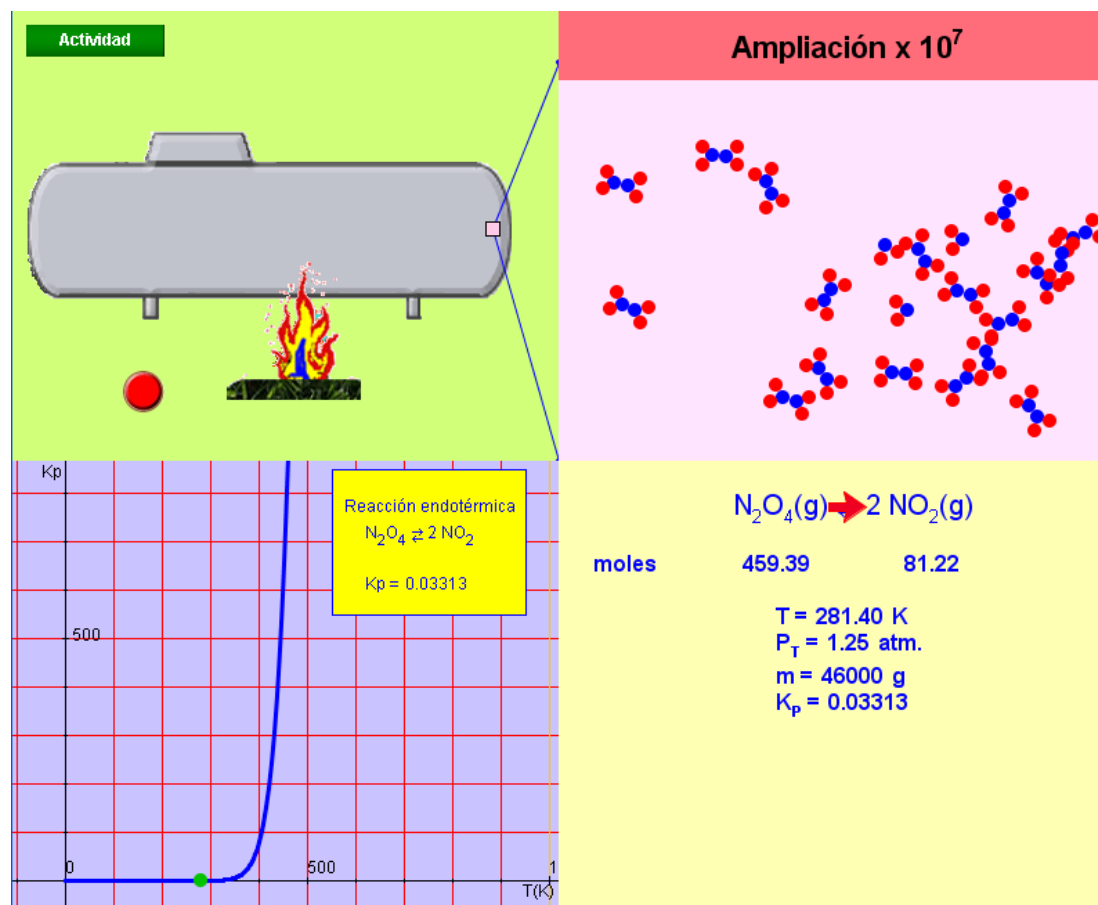 Actividad
Ampliación x 10⁷
Kp
500
0
500
1
T(K)
Reacción endotérmica
N₂O₄ ⇄ 2 NO₂
Kp = 0.03313
N₂O₄(g) → 2 NO₂(g)
moles 459.39 81.22
T = 281.40 K
P_T = 1.25 atm.
m = 46000 g
K_P = 0.03313